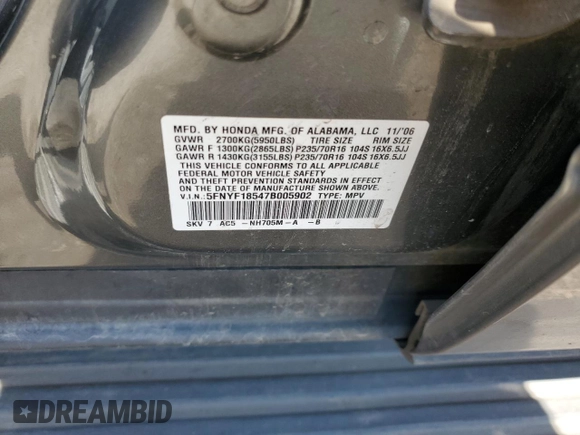 MFD. BY HONDA MFG. OF ALABAMA, LLC 11/'06
GVWR 2700KG(5950LBS) TIRE SIZE RIM SIZE
GAWR F 1300KG(2865LBS) P235/70R16 104S 16X6.5JJ
GAWR R 1430KG(3155LBS) P235/70R16 104S 16X6.5JJ
THIS VEHICLE CONFORMS TO ALL APPLICABLE
FEDERAL MOTOR VEHICLE SAFETY
AND THEFT PREVENTION STANDARDS IN EFFECT ON
THE DATE OF MANUFACTURE SHOWN ABOVE.
V.I.N.: 5FNYF18547B005902 TYPE: MPV
SKV 7 AC5 -NH705M-A -B
DREAMBID